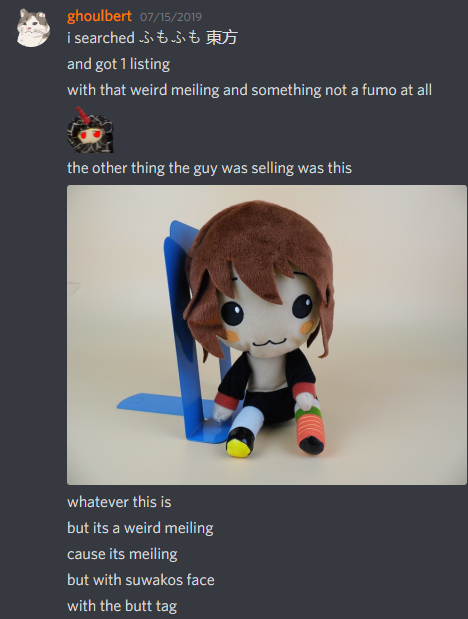 ghoulbert 07/15/2019
i searched ふもふも 東方
and got 1 listing
with that weird meiling and something not a fumo at all
the other thing the guy was selling was this
whatever this is
but its a weird meiling
cause its meiling
but with suwakos face
with the butt tag